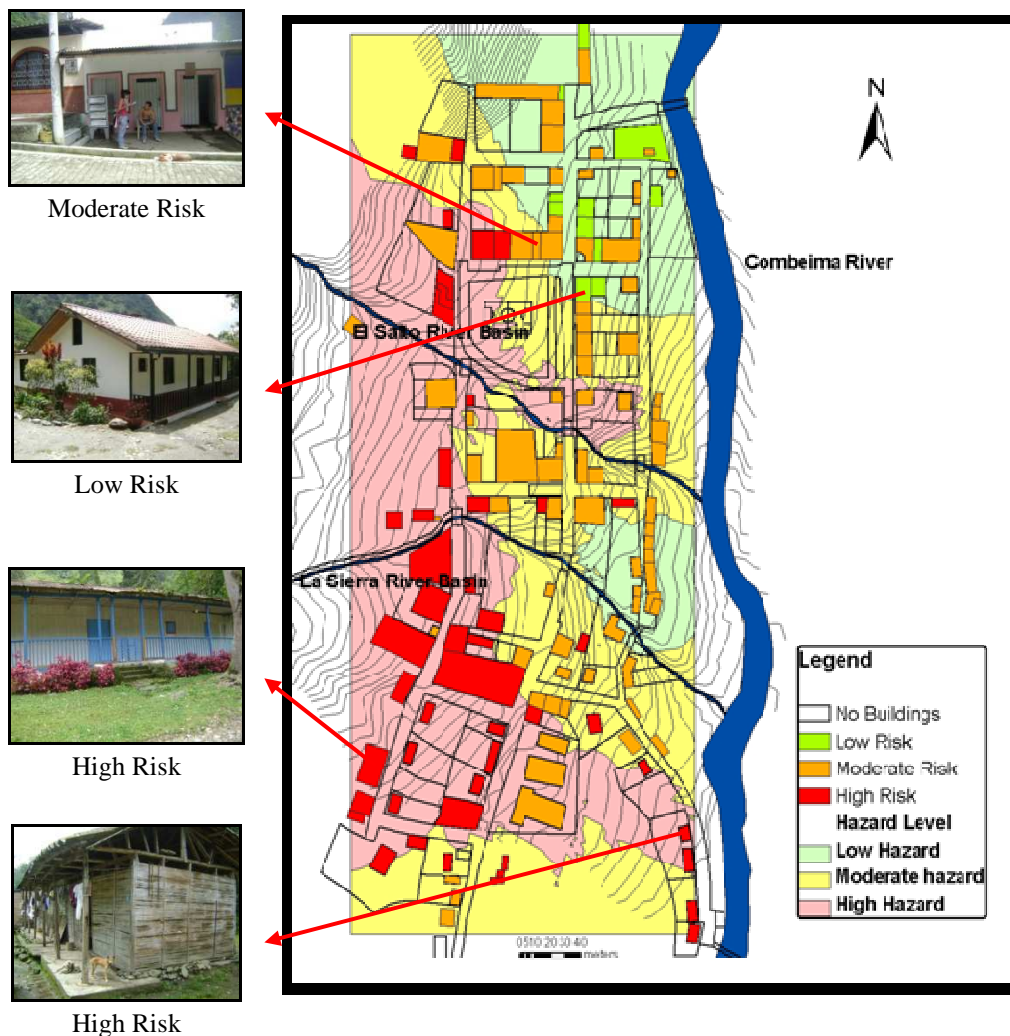 Moderate Risk
Low Risk
High Risk
High Risk
N
Combeima River
El Salto River Basin
La Sierra River Basin
Legend
No Buildings
Low Risk
Moderate Risk
High Risk
Hazard Level
Low Hazard
Moderate hazard
High Hazard
meters